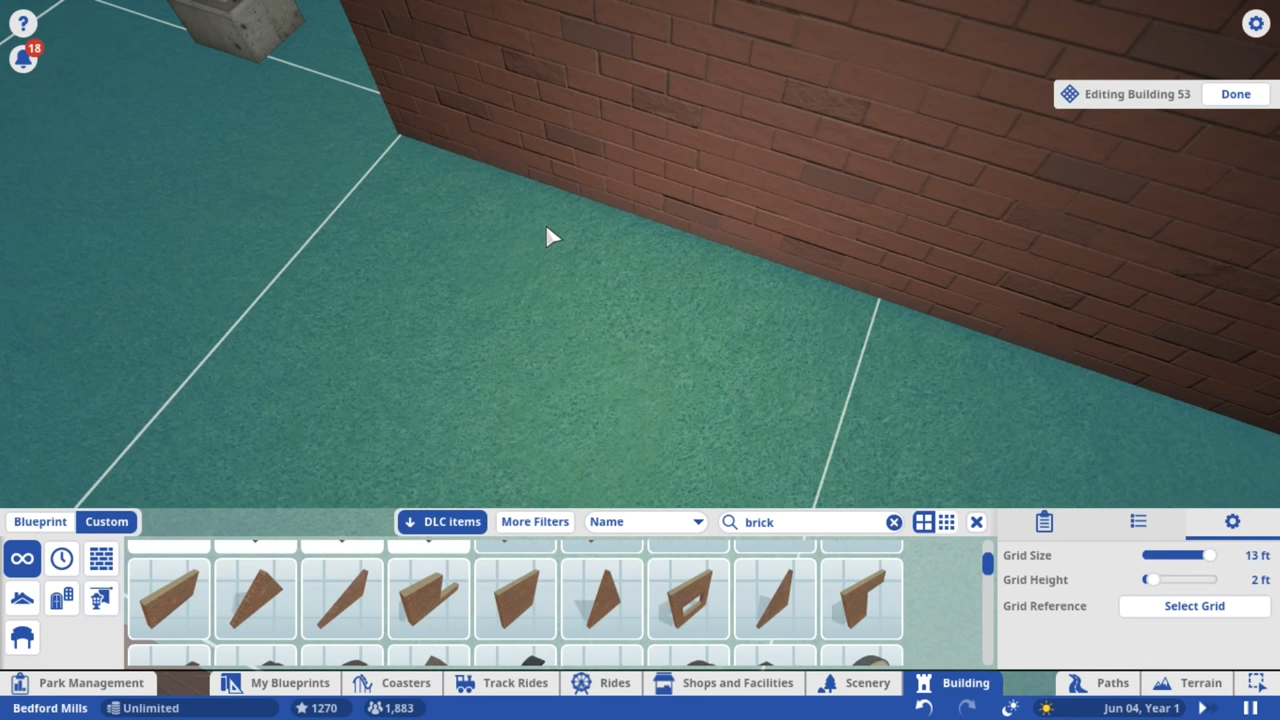 ?
18
Editing Building 53 Done
Blueprint Custom DLC items More Filters Name brick
Grid Size 13 ft
Grid Height 2 ft
Grid Reference Select Grid
Park Management My Blueprints Coasters Track Rides Rides Shops and Facilities Scenery Building Paths Terrain
Bedford Mills Unlimited 1270 1,883 Jun 04, Year 1